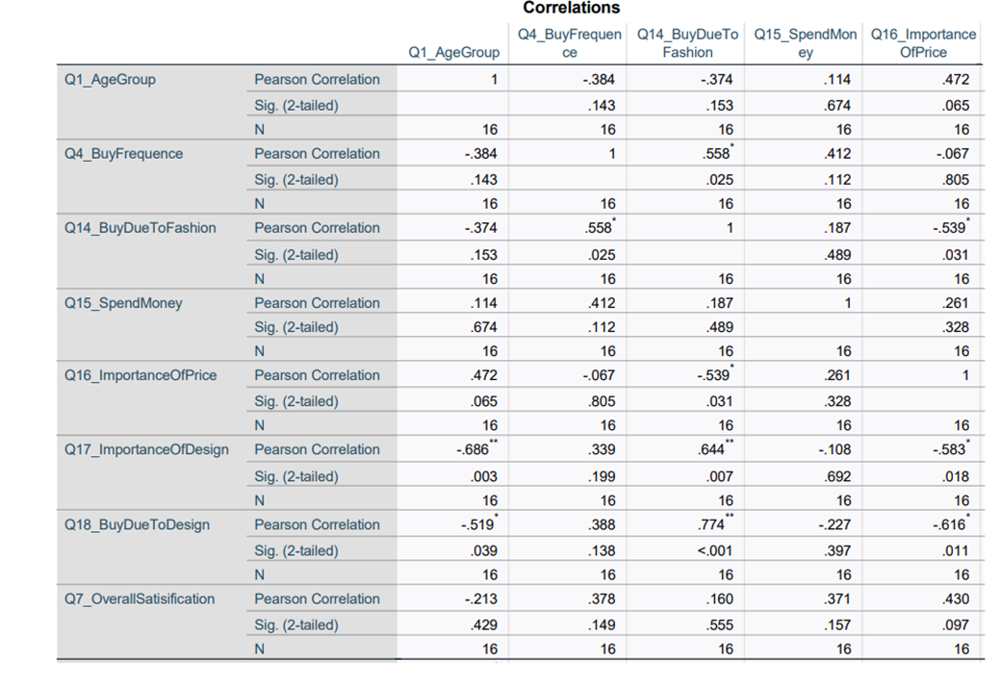 Correlations
Q1_AgeGroup Q4_BuyFrequen ce Q14_BuyDueTo Fashion Q15_SpendMon ey Q16_Importance OfPrice
Q1_AgeGroup Pearson Correlation 1 -.384 -.374 .114 .472
Sig. (2-tailed) .143 .153 .674 .065
N 16 16 16 16 16
Q4_BuyFrequence Pearson Correlation -.384 1 .558* .412 -.067
Sig. (2-tailed) .143 .025 .112 .805
N 16 16 16 16 16
Q14_BuyDueToFashion Pearson Correlation -.374 .558* 1 .187 -.539*
Sig. (2-tailed) .153 .025 .489 .031
N 16 16 16 16 16
Q15_SpendMoney Pearson Correlation .114 .412 .187 1 .261
Sig. (2-tailed) .674 .112 .489 .328
N 16 16 16 16 16
Q16_ImportanceOfPrice Pearson Correlation .472 -.067 -.539* .261 1
Sig. (2-tailed) .065 .805 .031 .328
N 16 16 16 16 16
Q17_ImportanceOfDesign Pearson Correlation -.686** .339 .644** -.108 -.583*
Sig. (2-tailed) .003 .199 .007 .692 .018
N 16 16 16 16 16
Q18_BuyDueToDesign Pearson Correlation -.519* .388 .774** -.227 -.616*
Sig. (2-tailed) .039 .138 <.001 .397 .011
N 16 16 16 16 16
Q7_OverallSatisification Pearson Correlation -.213 .378 .160 .371 .430
Sig. (2-tailed) .429 .149 .555 .157 .097
N 16 16 16 16 16